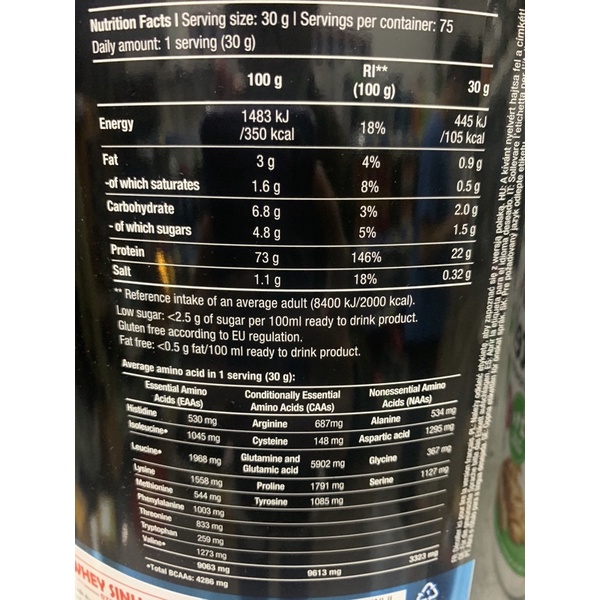 Nutrition Facts I Serving size: 30 g I Servings per container: 75
Daily amount: 1 serving (30 g)
100 g RI** (100 g) 30 g
Energy 1483 kJ /350 kcal 18% 445 kJ /105 kcal
Fat 3 g 4% 0.9 g
-of which saturates 1.6 g 8% 0.5 g
Carbohydrate 6.8 g 3% 2.0 g
- of which sugars 4.8 g 5% 1.5 g
Protein 73 g 146% 22 g
Salt 1.1 g 18% 0.32 g
** Reference intake of an average adult (8400 kJ/2000 kcal).
Low sugar: <2.5 g of sugar per 100ml ready to drink product.
Gluten free according to EU regulation.
Fat free: <0.5 g fat/100 ml ready to drink product.
Average amino acid in 1 serving (30 g):
Essential Amino Acids (EAAs) Conditionally Essential Amino Acids (CAAs) Nonessential Amino Acids (NAAs)
Histidine 530 mg Arginine 687mg Alanine 534 mg
Isoleucine* 1045 mg Cysteine 148 mg Aspartic acid 1295 mg
Leucine* 1968 mg Glutamine and Glutamic acid 5902 mg Glycine 367 mg
Lysine 1558 mg Proline 1791 mg Serine 1127 mg
Methionine 544 mg Tyrosine 1085 mg
Phenylalanine 1003 mg
Threonine 833 mg
Tryptophan 259 mg
Valine* 1273 mg
9063 mg 9613 mg 3323 mg
*Total BCAAs: 4286 mg
WHEY